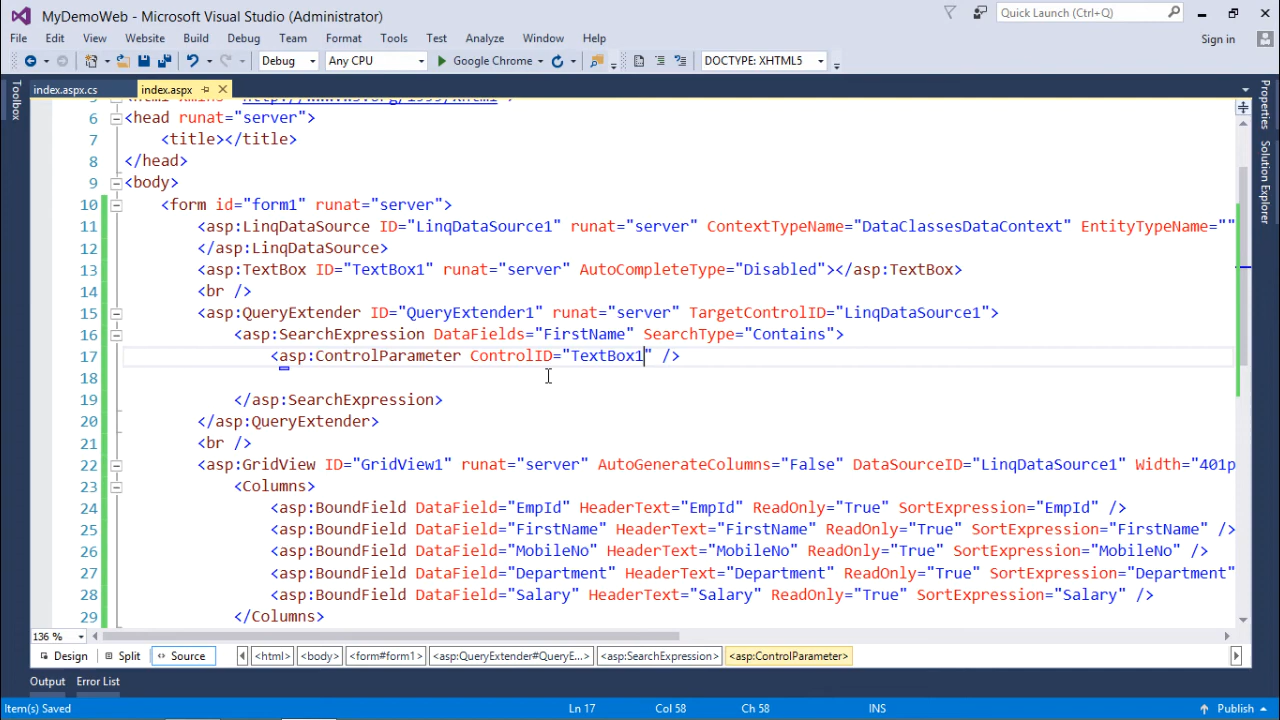 MyDemoWeb - Microsoft Visual Studio (Administrator)
Quick Launch (Ctrl+Q)
File Edit View Website Build Debug Team Format Tools Test Analyze Window Help
Sign in
Debug Any CPU Google Chrome DOCTYPE: XHTML5
Toolbox
index.aspx.cs index.aspx
Properties
Solution Explorer
6 <head runat="server">
7 <title></title>
8 </head>
9 <body>
10 <form id="form1" runat="server">
11 <asp:LinqDataSource ID="LinqDataSource1" runat="server" ContextTypeName="DataClassesDataContext" EntityTypeName=""
12 </asp:LinqDataSource>
13 <asp:TextBox ID="TextBox1" runat="server" AutoCompleteType="Disabled"></asp:TextBox>
14 <br />
15 <asp:QueryExtender ID="QueryExtender1" runat="server" TargetControlID="LinqDataSource1">
16 <asp:SearchExpression DataFields="FirstName" SearchType="Contains">
17 <asp:ControlParameter ControlID="TextBox1" />
18
19 </asp:SearchExpression>
20 </asp:QueryExtender>
21 <br />
22 <asp:GridView ID="GridView1" runat="server" AutoGenerateColumns="False" DataSourceID="LinqDataSource1" Width="401p
23 <Columns>
24 <asp:BoundField DataField="EmpId" HeaderText="EmpId" ReadOnly="True" SortExpression="EmpId" />
25 <asp:BoundField DataField="FirstName" HeaderText="FirstName" ReadOnly="True" SortExpression="FirstName" />
26 <asp:BoundField DataField="MobileNo" HeaderText="MobileNo" ReadOnly="True" SortExpression="MobileNo" />
27 <asp:BoundField DataField="Department" HeaderText="Department" ReadOnly="True" SortExpression="Department"
28 <asp:BoundField DataField="Salary" HeaderText="Salary" ReadOnly="True" SortExpression="Salary" />
29 </Columns>
136 %
Design Split Source <html> <body> <form#form1> <asp:QueryExtender#QueryE...> <asp:SearchExpression> <asp:ControlParameter>
Output Error List
Item(s) Saved Ln 17 Col 58 Ch 58 INS Publish